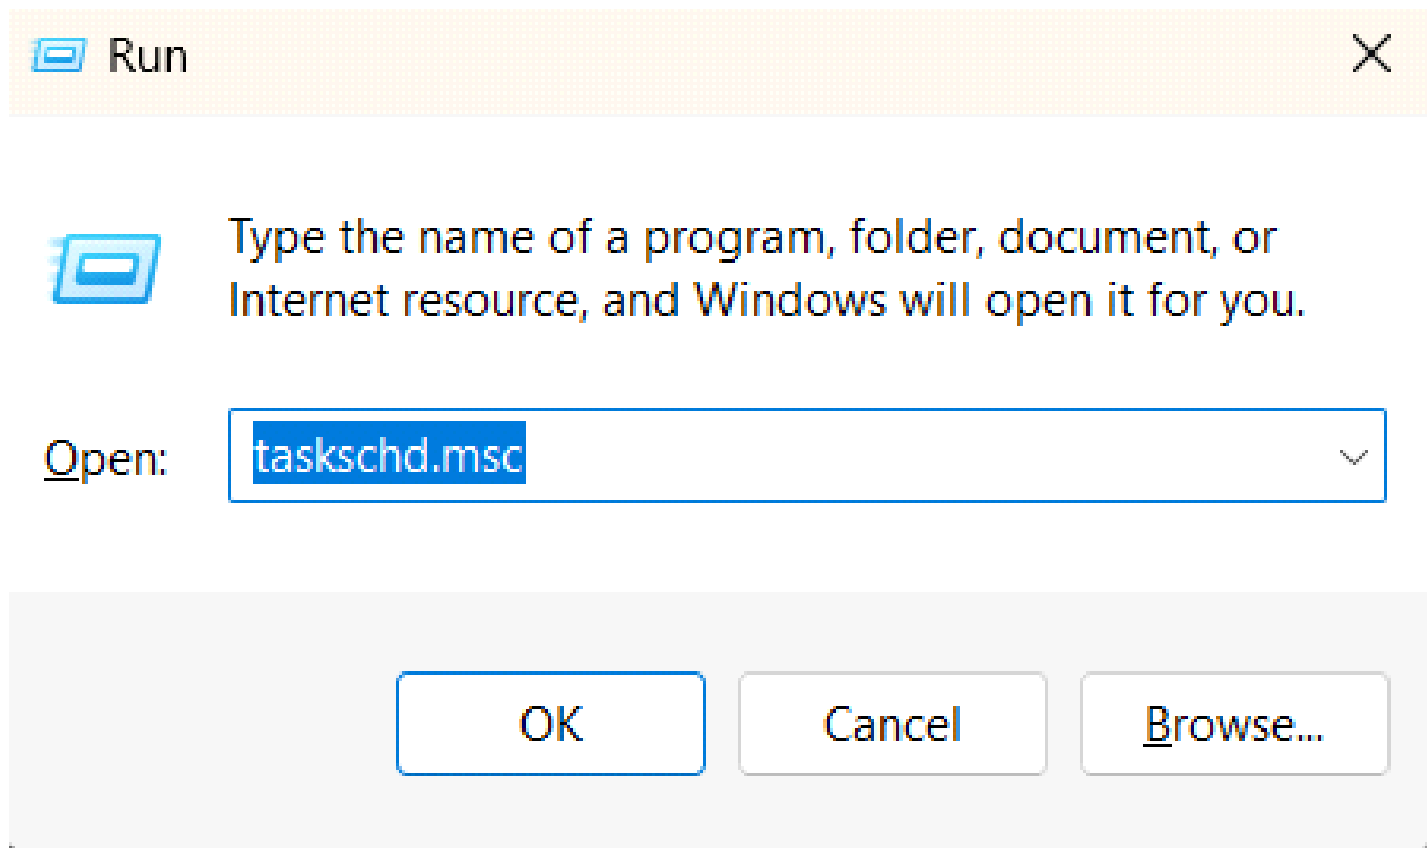 Run
Type the name of a program, folder, document, or
Internet resource, and Windows will open it for you.
Open: taskschd.msc
OK Cancel Browse...